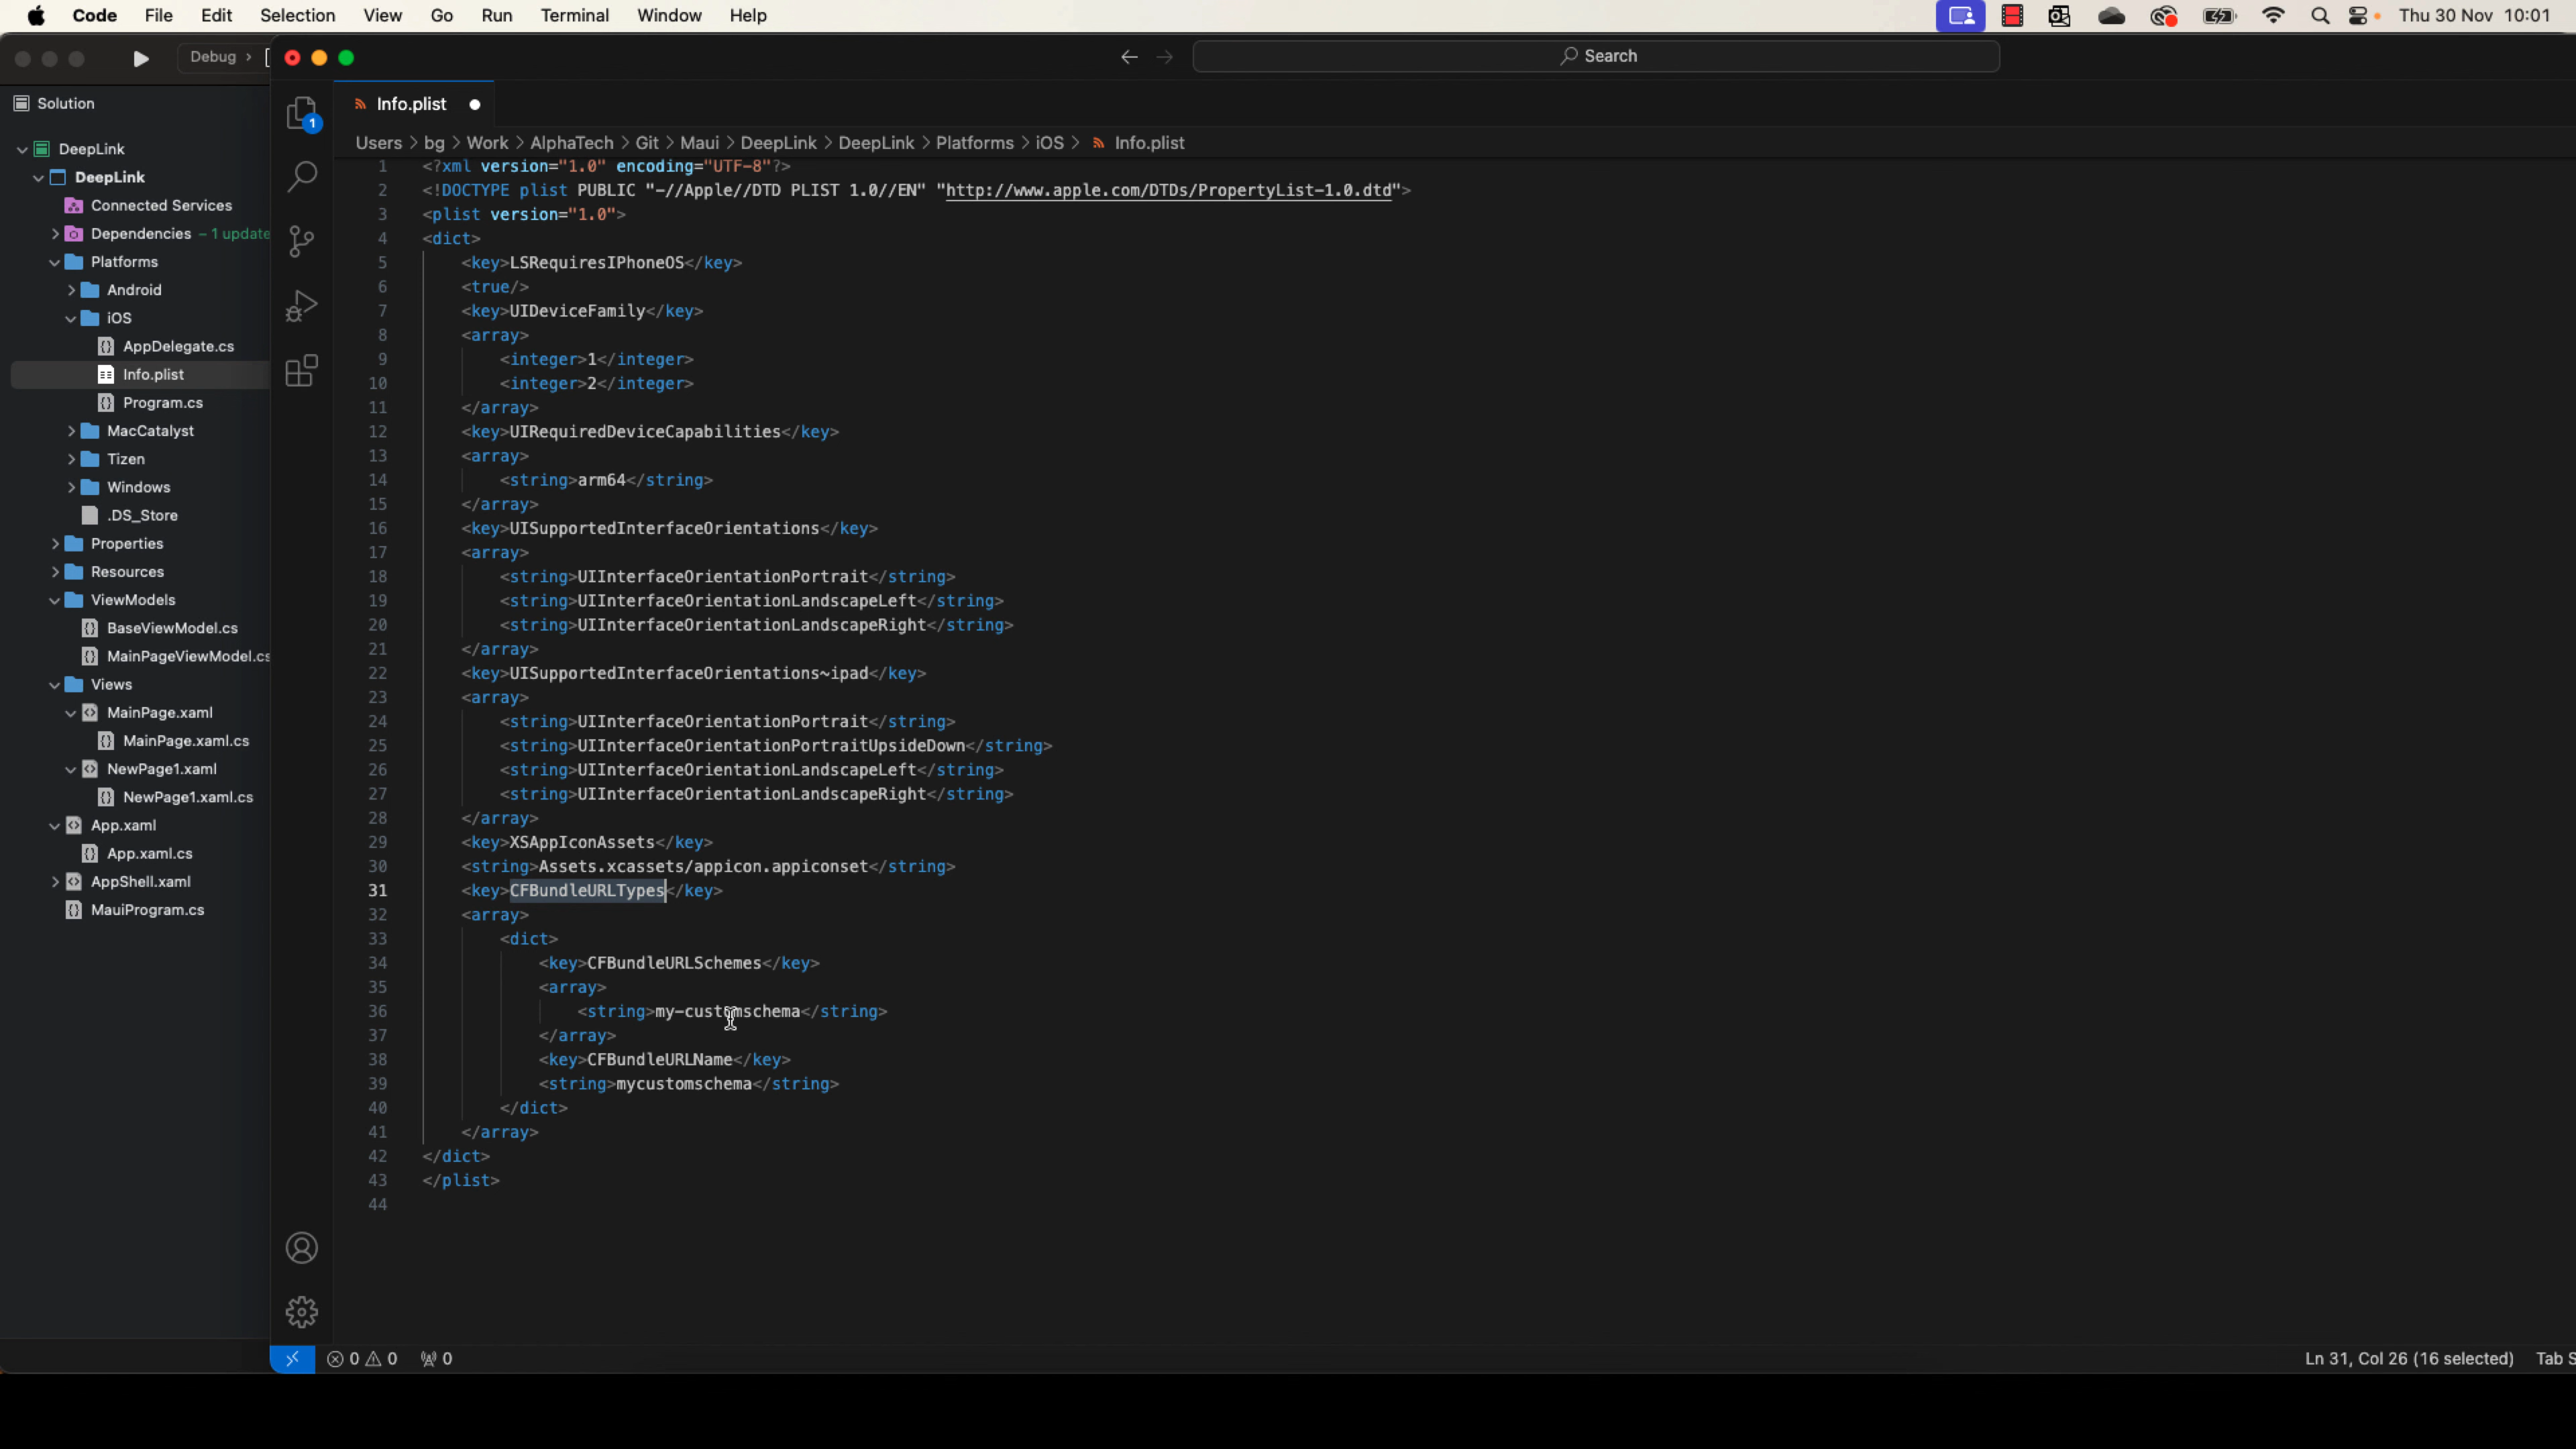 Code File Edit Selection View Go Run Terminal Window Help Thu 30 Nov 10:01
Debug > Search
Solution
Info.plist
1
Users > bg > Work > AlphaTech > Git > Maui > DeepLink > DeepLink > Platforms > iOS > Info.plist
DeepLink
DeepLink
Connected Services
Dependencies – 1 update
Platforms
Android
iOS
AppDelegate.cs
Info.plist
Program.cs
MacCatalyst
Tizen
Windows
.DS_Store
Properties
Resources
ViewModels
BaseViewModel.cs
MainPageViewModel.cs
Views
MainPage.xaml
MainPage.xaml.cs
NewPage1.xaml
NewPage1.xaml.cs
App.xaml
App.xaml.cs
AppShell.xaml
MauiProgram.cs
1 <?xml version="1.0" encoding="UTF-8"?>
2 <!DOCTYPE plist PUBLIC "-//Apple//DTD PLIST 1.0//EN" "http://www.apple.com/DTDs/PropertyList-1.0.dtd">
3 <plist version="1.0">
4 <dict>
5 <key>LSRequiresIPhoneOS</key>
6 <true/>
7 <key>UIDeviceFamily</key>
8 <array>
9 <integer>1</integer>
10 <integer>2</integer>
11 </array>
12 <key>UIRequiredDeviceCapabilities</key>
13 <array>
14 <string>arm64</string>
15 </array>
16 <key>UISupportedInterfaceOrientations</key>
17 <array>
18 <string>UIInterfaceOrientationPortrait</string>
19 <string>UIInterfaceOrientationLandscapeLeft</string>
20 <string>UIInterfaceOrientationLandscapeRight</string>
21 </array>
22 <key>UISupportedInterfaceOrientations~ipad</key>
23 <array>
24 <string>UIInterfaceOrientationPortrait</string>
25 <string>UIInterfaceOrientationPortraitUpsideDown</string>
26 <string>UIInterfaceOrientationLandscapeLeft</string>
27 <string>UIInterfaceOrientationLandscapeRight</string>
28 </array>
29 <key>XSAppIconAssets</key>
30 <string>Assets.xcassets/appicon.appiconset</string>
31 <key>CFBundleURLTypes</key>
32 <array>
33 <dict>
34 <key>CFBundleURLSchemes</key>
35 <array>
36 <string>my-customschema</string>
37 </array>
38 <key>CFBundleURLName</key>
39 <string>mycustomschema</string>
40 </dict>
41 </array>
42 </dict>
43 </plist>
44
0 0 0 Ln 31, Col 26 (16 selected) Tab S